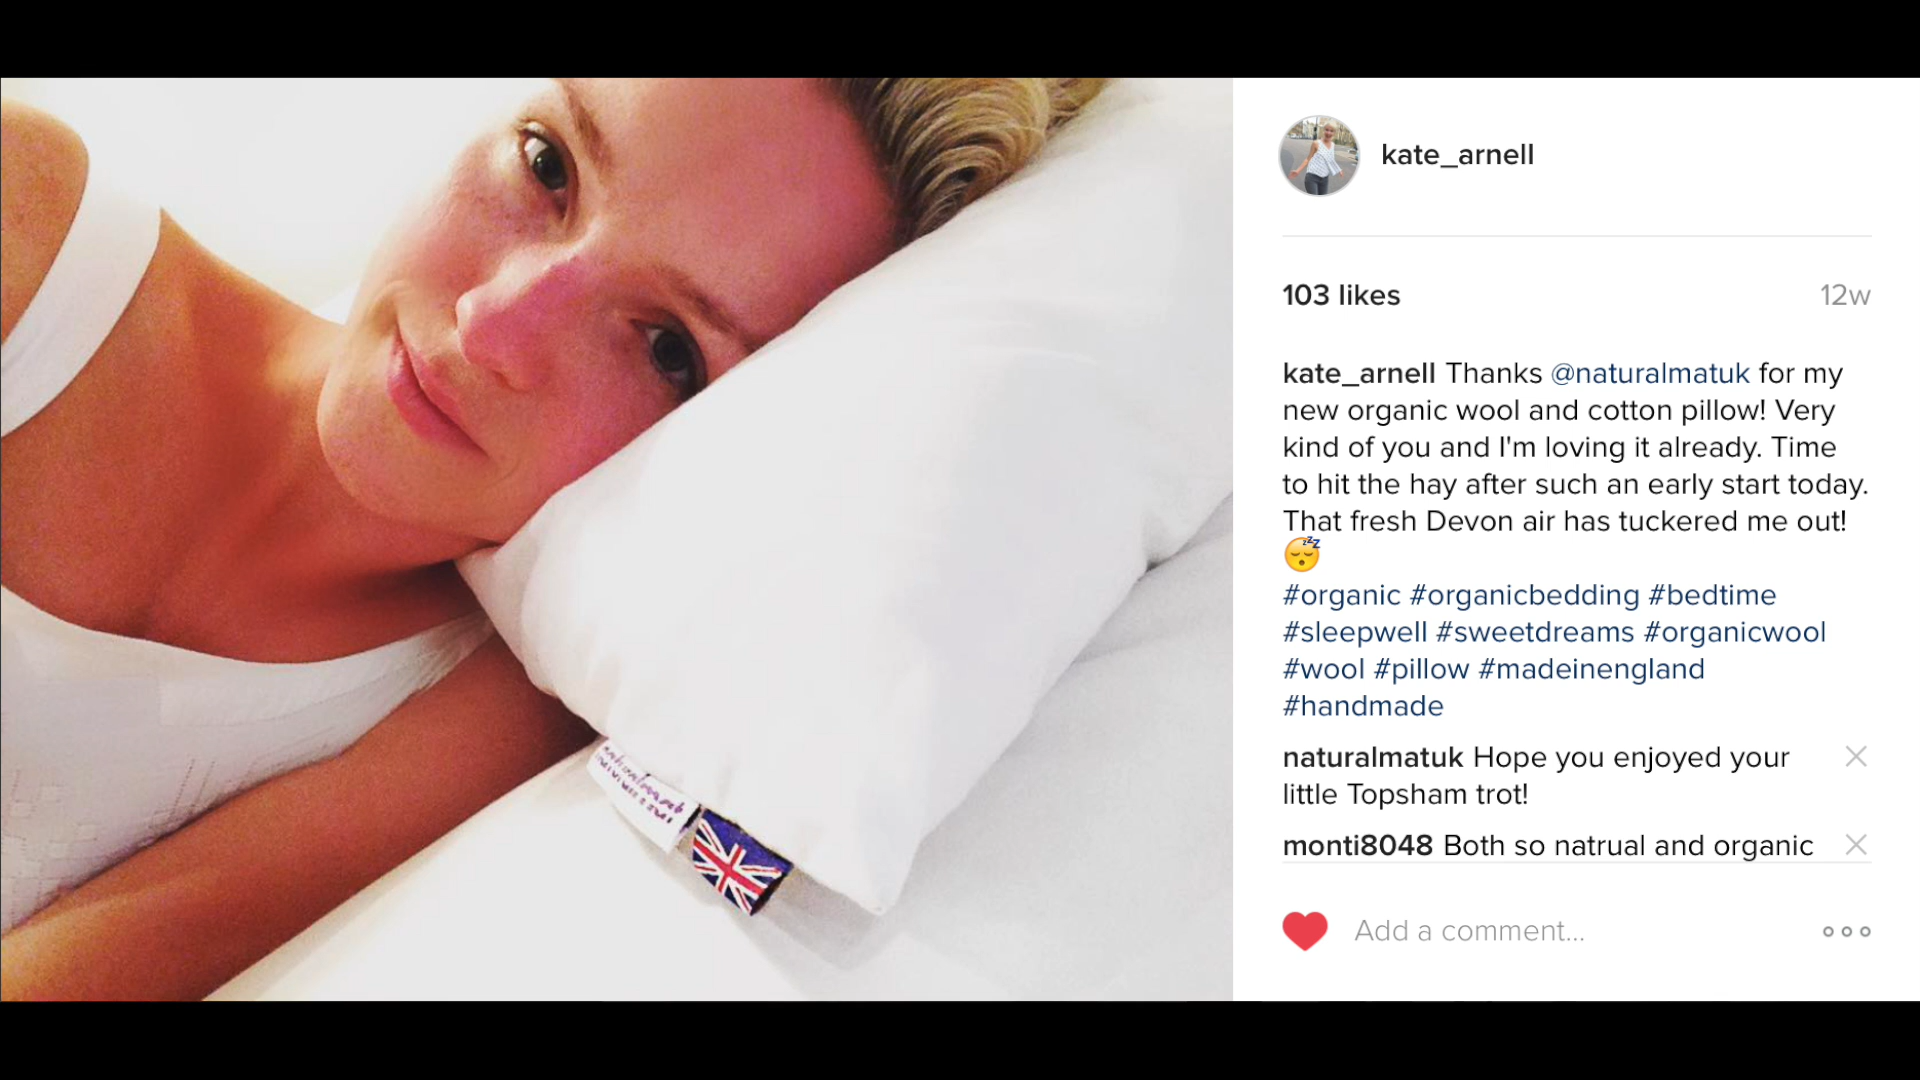 kate_arnell
103 likes
12w
kate_arnell Thanks @naturalmatuk for my
new organic wool and cotton pillow! Very
kind of you and I'm loving it already. Time
to hit the hay after such an early start today.
That fresh Devon air has tuckered me out!
😴
#organic #organicbedding #bedtime
#sleepwell #sweetdreams #organicwool
#wool #pillow #madeinengland
#handmade
naturalmatuk Hope you enjoyed your
little Topsham trot!
monti8048 Both so natrual and organic
Add a comment...